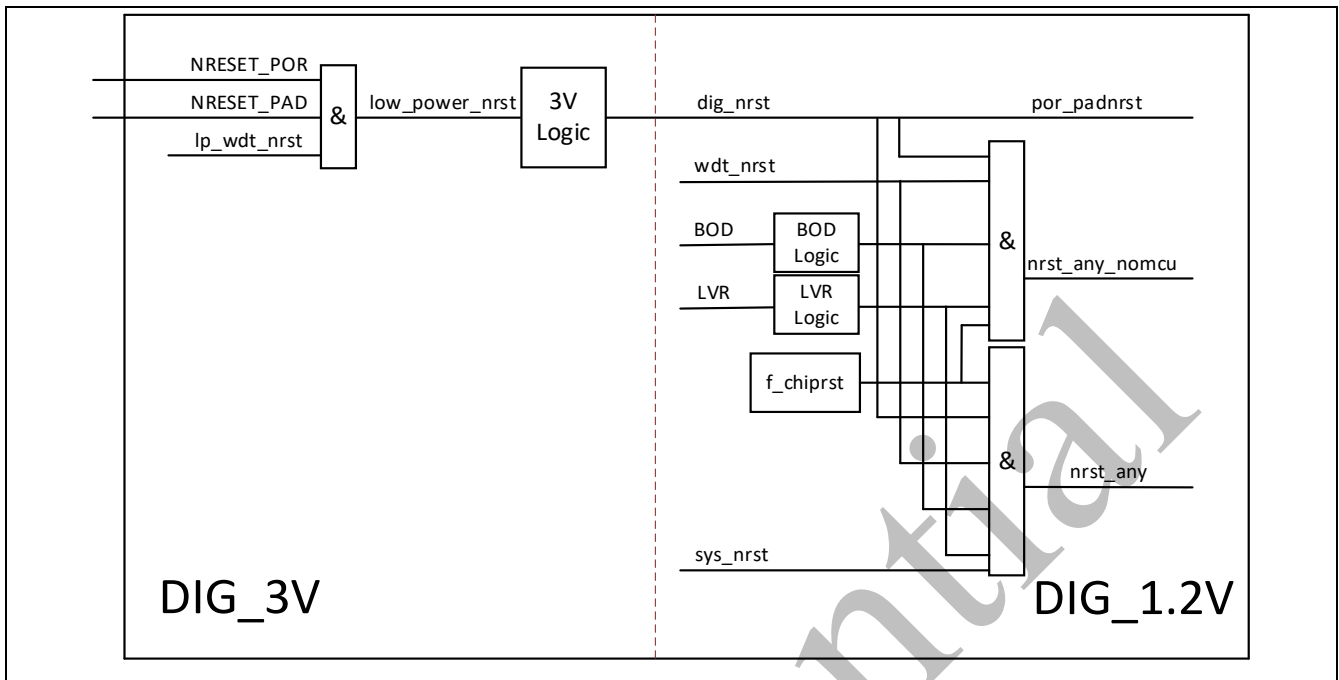 NRESET_POR
NRESET_PAD
lp_wdt_nrst
&
low_power_nrst
3V
Logic
dig_nrst
por_padnrst
wdt_nrst
BOD
BOD
Logic
LVR
LVR
Logic
&
nrst_any_nomcu
f_chiprst
&
nrst_any
sys_nrst
DIG_3V
DIG_1.2V
ntial